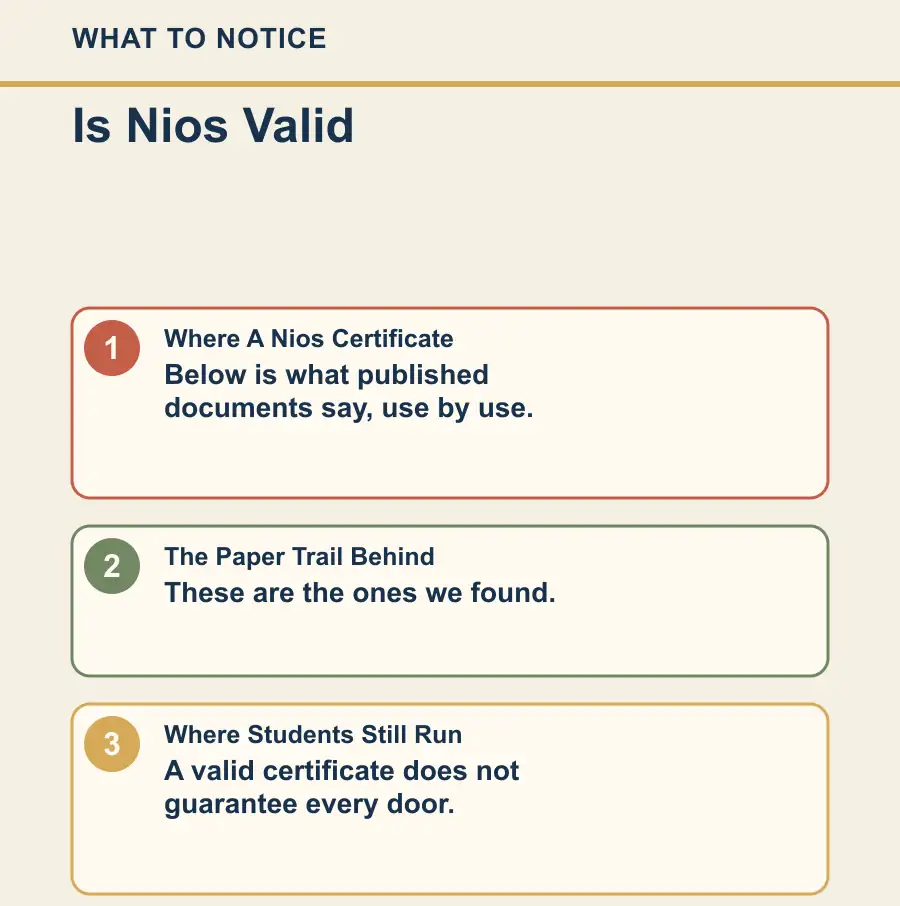 WHAT TO NOTICE
Is Nios Valid
1
Where A Nios Certificate
Below is what published
documents say, use by use.
2
The Paper Trail Behind
These are the ones we found.
3
Where Students Still Run
A valid certificate does not
guarantee every door.